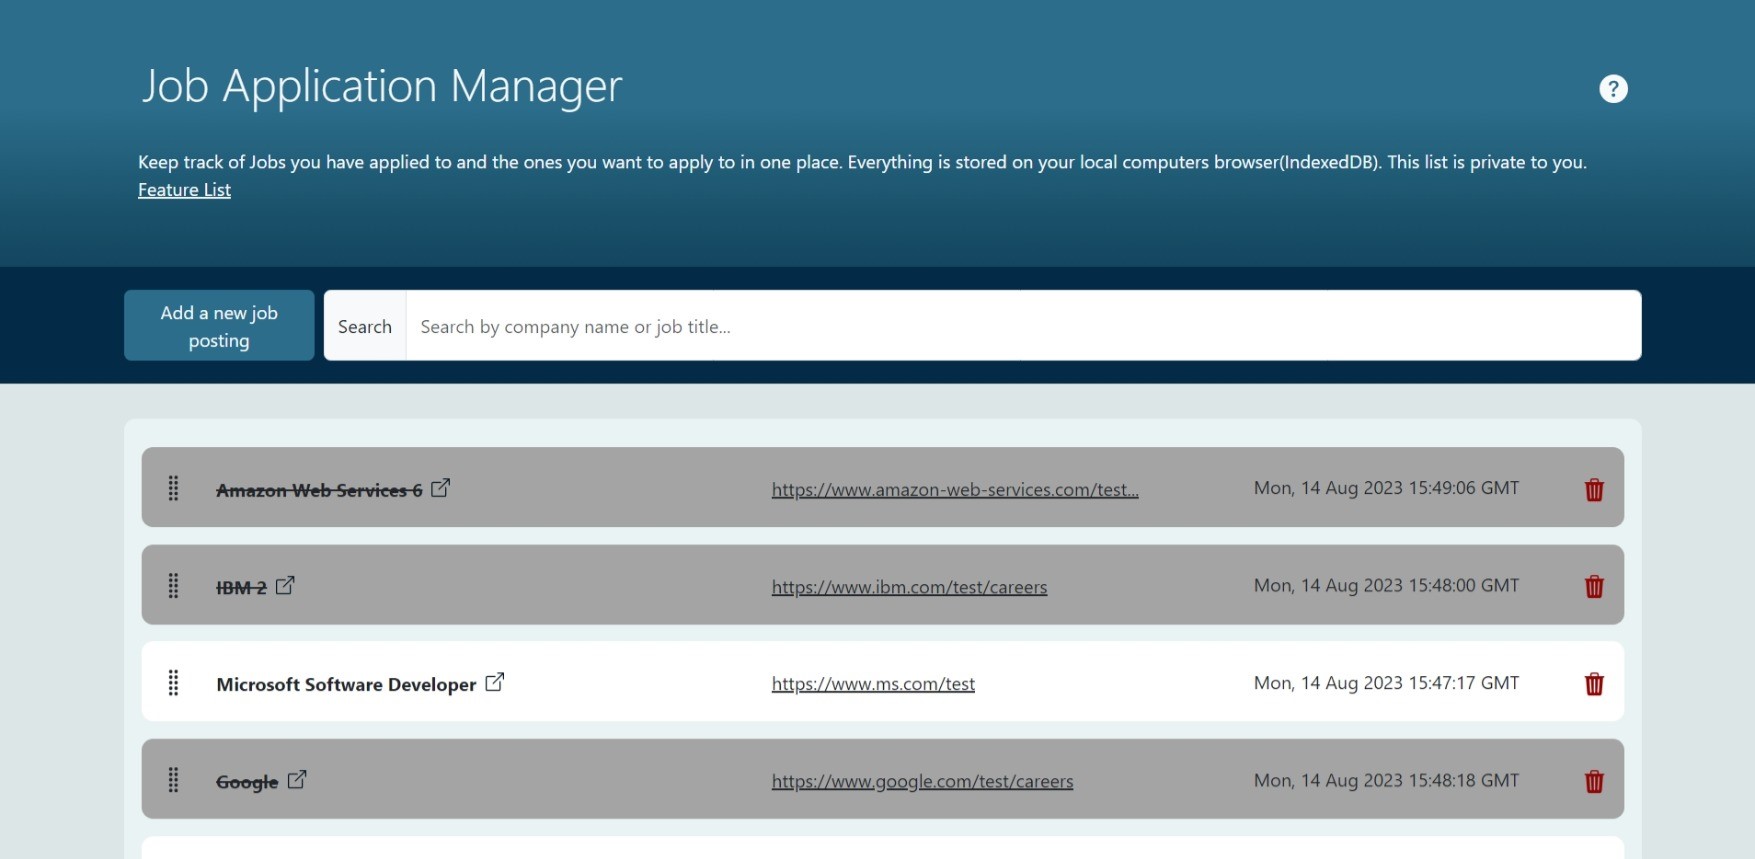 Job Application Manager
?
Keep track of Jobs you have applied to and the ones you want to apply to in one place. Everything is stored on your local computers browser(IndexedDB). This list is private to you.
Feature List
Add a new job
posting
Search
Search by company name or job title...
Amazon Web Services 6
https://www.amazon-web-services.com/test...
Mon, 14 Aug 2023 15:49:06 GMT
IBM 2
https://www.ibm.com/test/careers
Mon, 14 Aug 2023 15:48:00 GMT
Microsoft Software Developer
https://www.ms.com/test
Mon, 14 Aug 2023 15:47:17 GMT
Google
https://www.google.com/test/careers
Mon, 14 Aug 2023 15:48:18 GMT